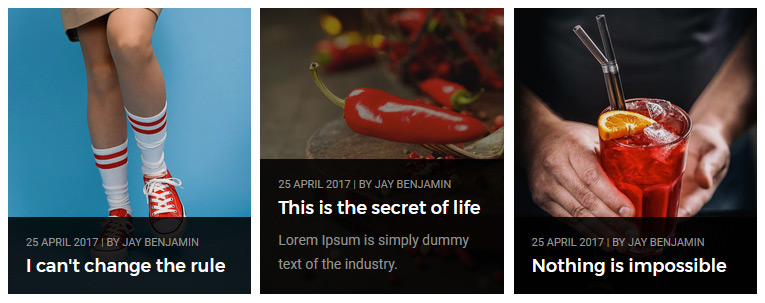 25 APRIL 2017 | BY JAY BENJAMIN
I can't change the rule
25 APRIL 2017 | BY JAY BENJAMIN
This is the secret of life
Lorem Ipsum is simply dummy
text of the industry.
25 APRIL 2017 | BY JAY BENJAMIN
Nothing is impossible